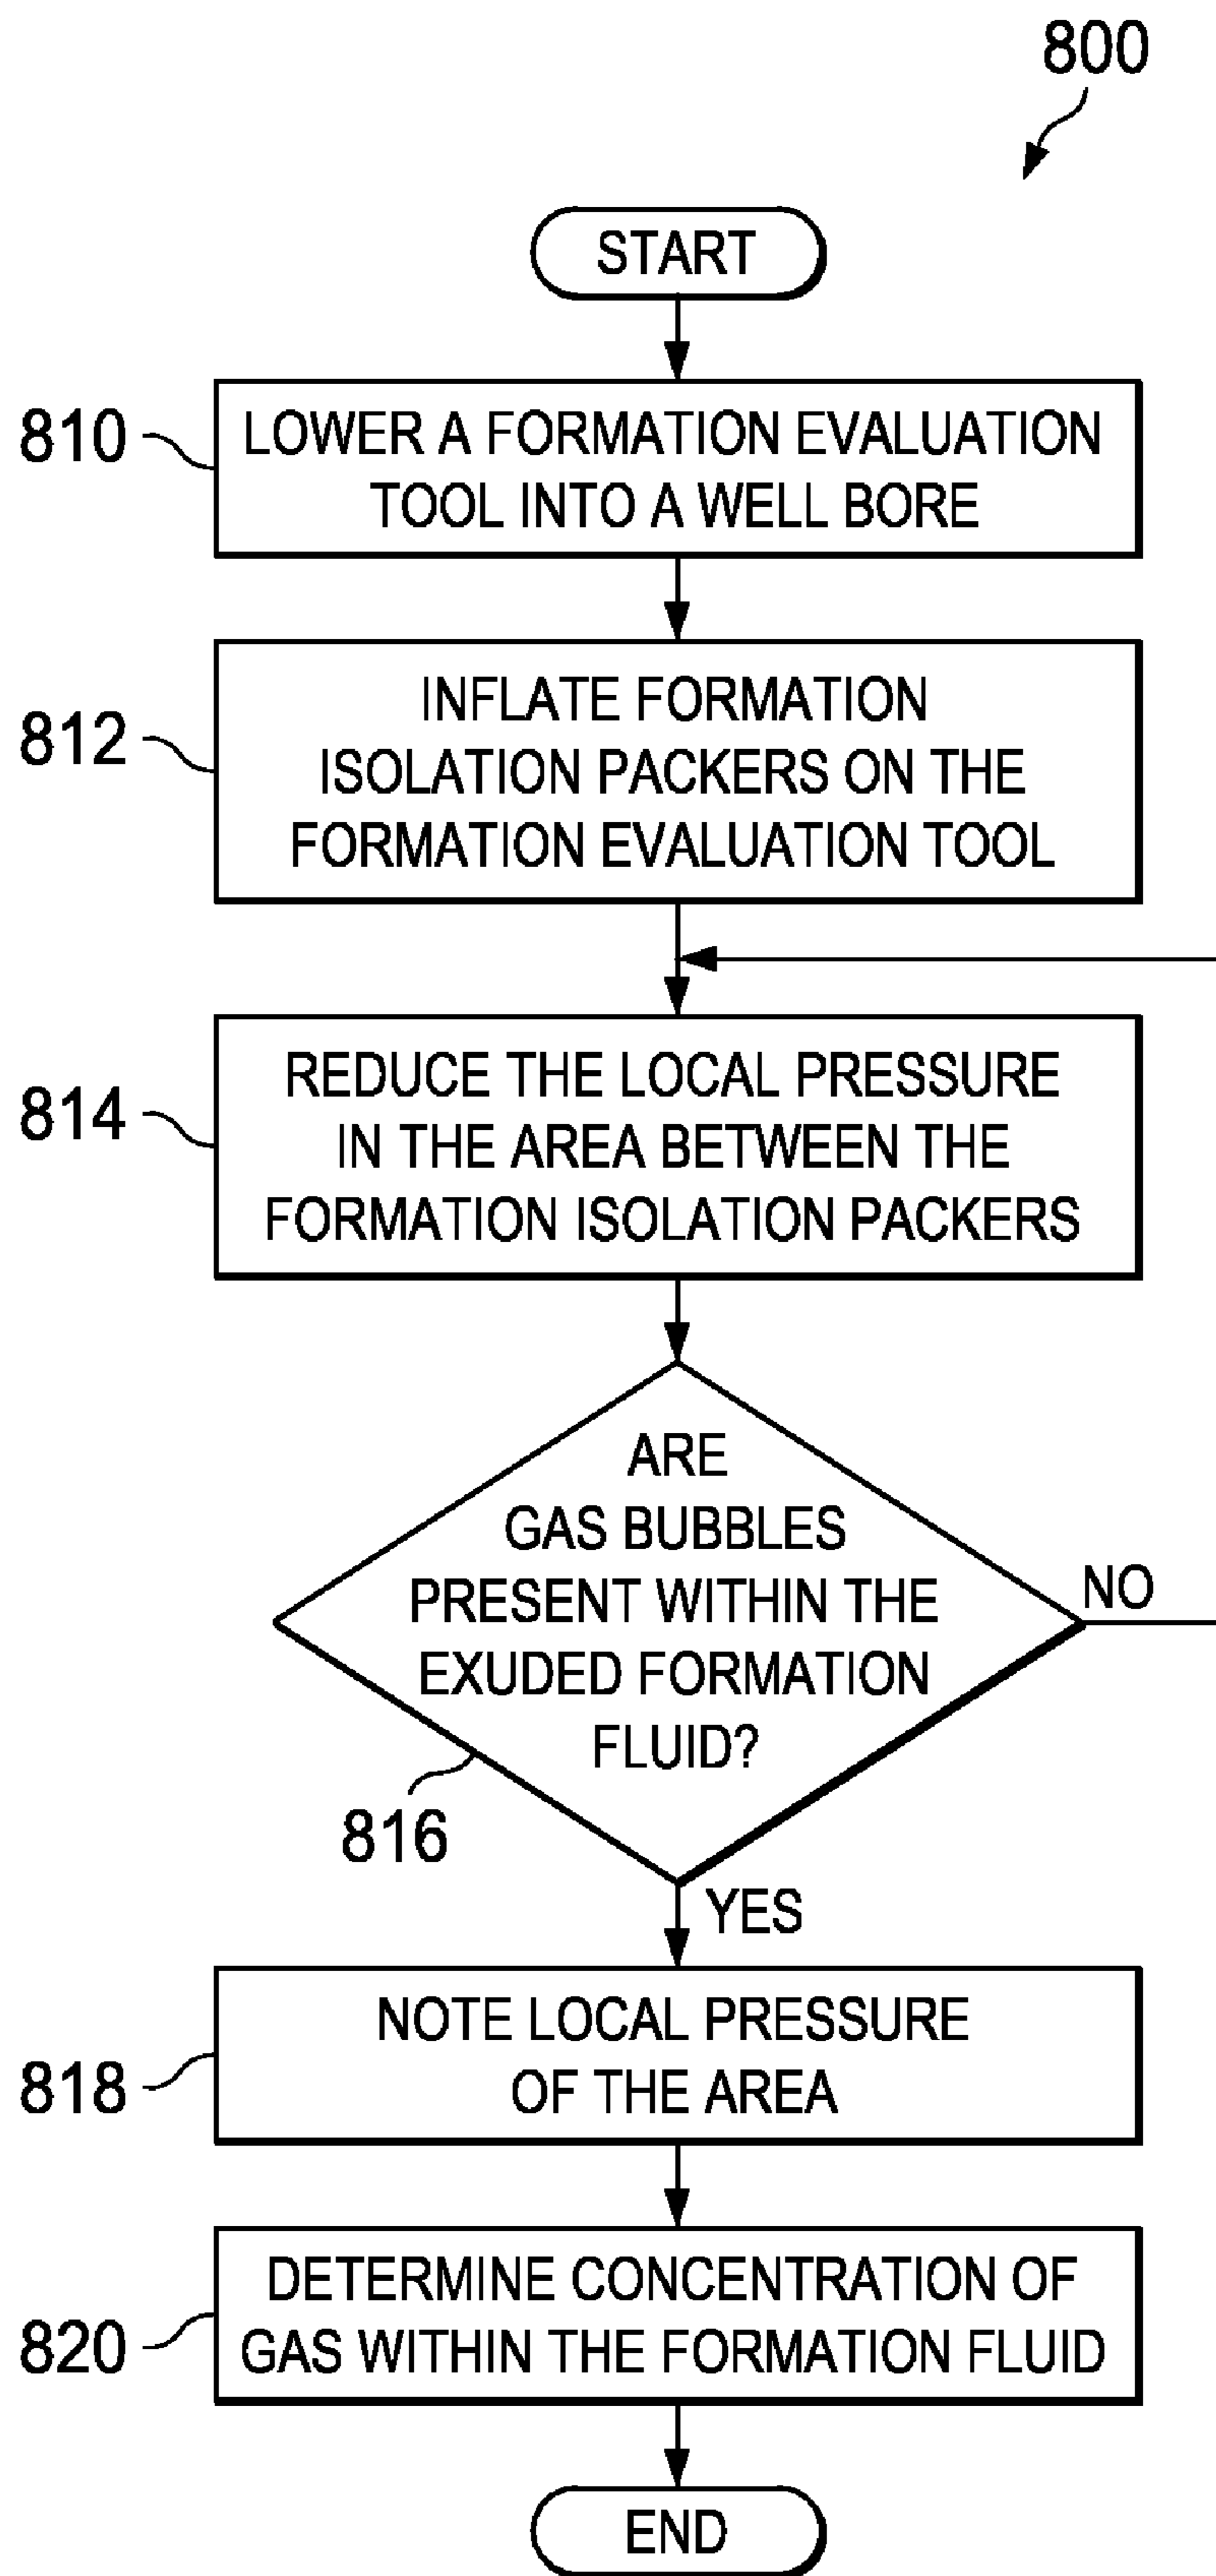 800
START
810
LOWER A FORMATION EVALUATION
TOOL INTO A WELL BORE
812
INFLATE FORMATION
ISOLATION PACKERS ON THE
FORMATION EVALUATION TOOL
814
REDUCE THE LOCAL PRESSURE
IN THE AREA BETWEEN THE
FORMATION ISOLATION PACKERS
ARE
GAS BUBBLES
PRESENT WITHIN THE
EXUDED FORMATION
FLUID?
NO
816
YES
818
NOTE LOCAL PRESSURE
OF THE AREA
820
DETERMINE CONCENTRATION OF
GAS WITHIN THE FORMATION FLUID
END